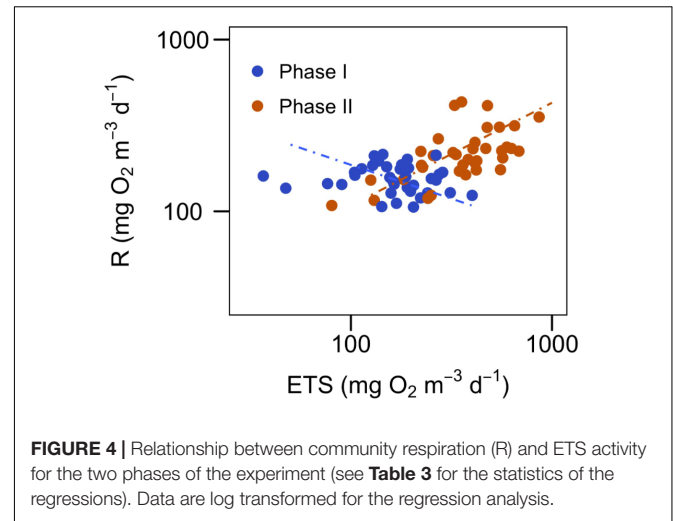 1000
Phase I
Phase II
100
R (mg O₂ m⁻³ d⁻¹)
100
1000
ETS (mg O₂ m⁻³ d⁻¹)
FIGURE 4 | Relationship between community respiration (R) and ETS activity
for the two phases of the experiment (see Table 3 for the statistics of the
regressions). Data are log transformed for the regression analysis.